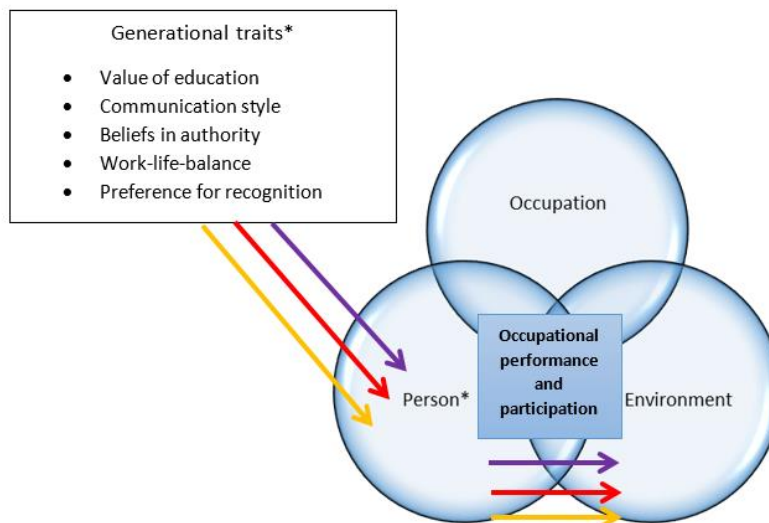 Generational traits*
• Value of education
• Communication style
• Beliefs in authority
• Work-life-balance
• Preference for recognition
Occupation
Occupational
performance
and
participation
Person*
Environment